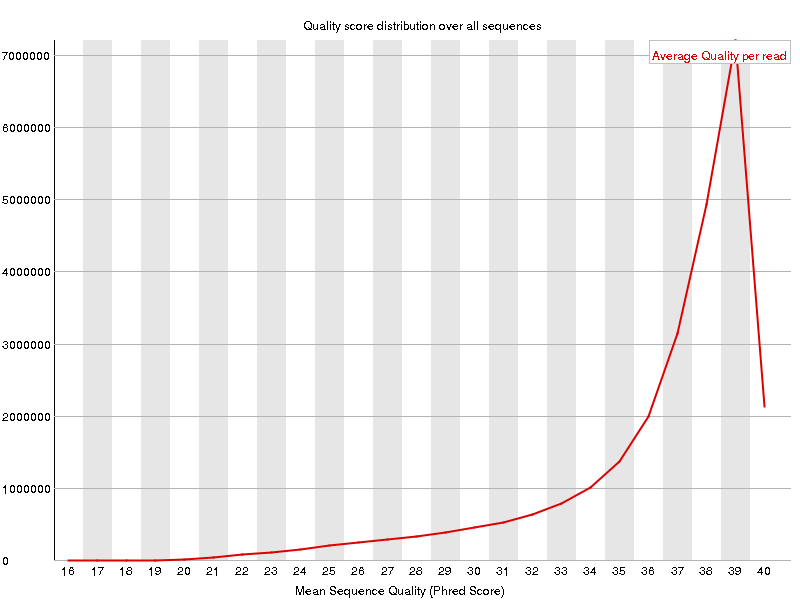 Quality score distribution over all sequences
Average Quality per read
7000000
6000000
5000000
4000000
3000000
2000000
1000000
0
16 17 18 19 20 21 22 23 24 25 26 27 28 29 30 31 32 33 34 35 36 37 38 39 40
Mean Sequence Quality (Phred Score)